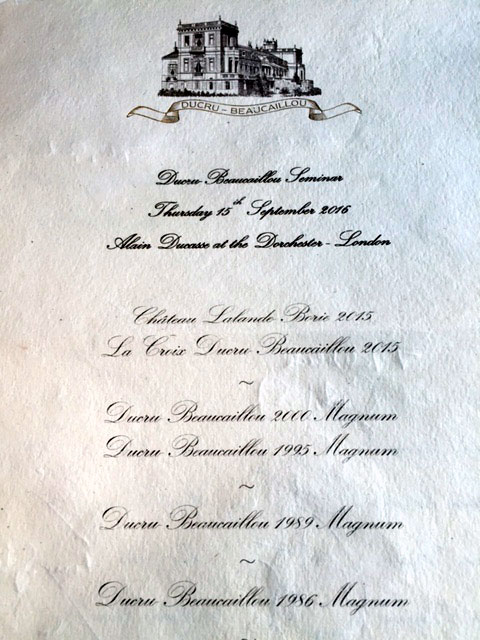 DUCRU - BEAUCAILLOU
Ducru Beaucaillou Seminar
Thursday 15th September 2016
Alain Ducasse at the Dorchester - London
Château Lalande Borie 2015
La Croix Ducru Beaucaillou 2015
~
Ducru Beaucaillou 2000 Magnum
Ducru Beaucaillou 1995 Magnum
~
Ducru Beaucaillou 1989 Magnum
~
Ducru Beaucaillou 1986 Magnum